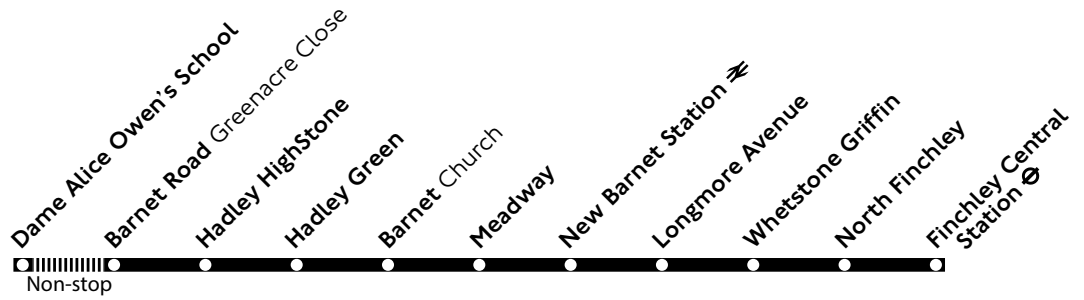 Dame Alice Owen's School
Barnet Road Greenacre Close
Hadley HighStone
Hadley Green
Barnet Church
Meadway
New Barnet Station
Longmore Avenue
Whetstone Griffin
North Finchley
Finchley Central
Station
Non-stop